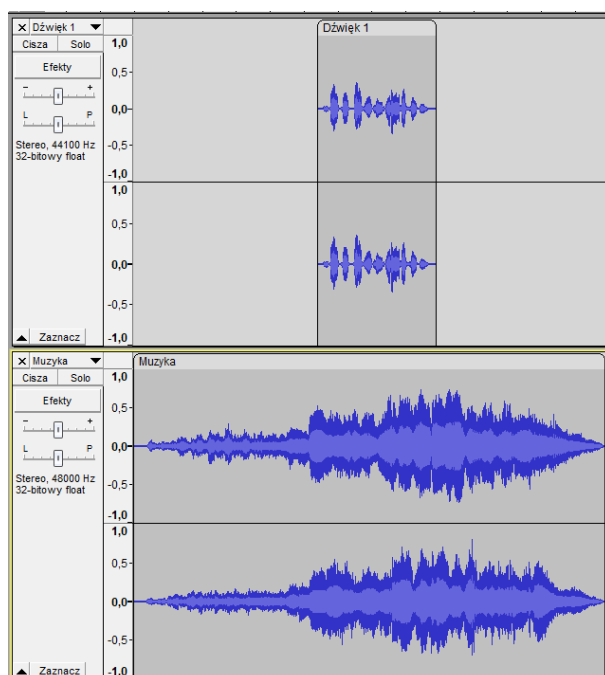 × Dźwięk 1 ▼
Dźwięk 1
Cisza Solo
Efekty
- +
L P
Stereo, 44100 Hz
32-bitowy float
▲ Zaznacz
1,0
0,5-
0,0-
-0,5-
-1,0
1,0
0,5-
0,0-
-0,5-
-1,0
× Muzyka ▼
Muzyka
Cisza Solo
Efekty
- +
L P
Stereo, 48000 Hz
32-bitowy float
▲ Zaznacz
1,0
0,5-
0,0-
-0,5-
-1,0
1,0
0,5-
0,0-
-0,5-
-1,0